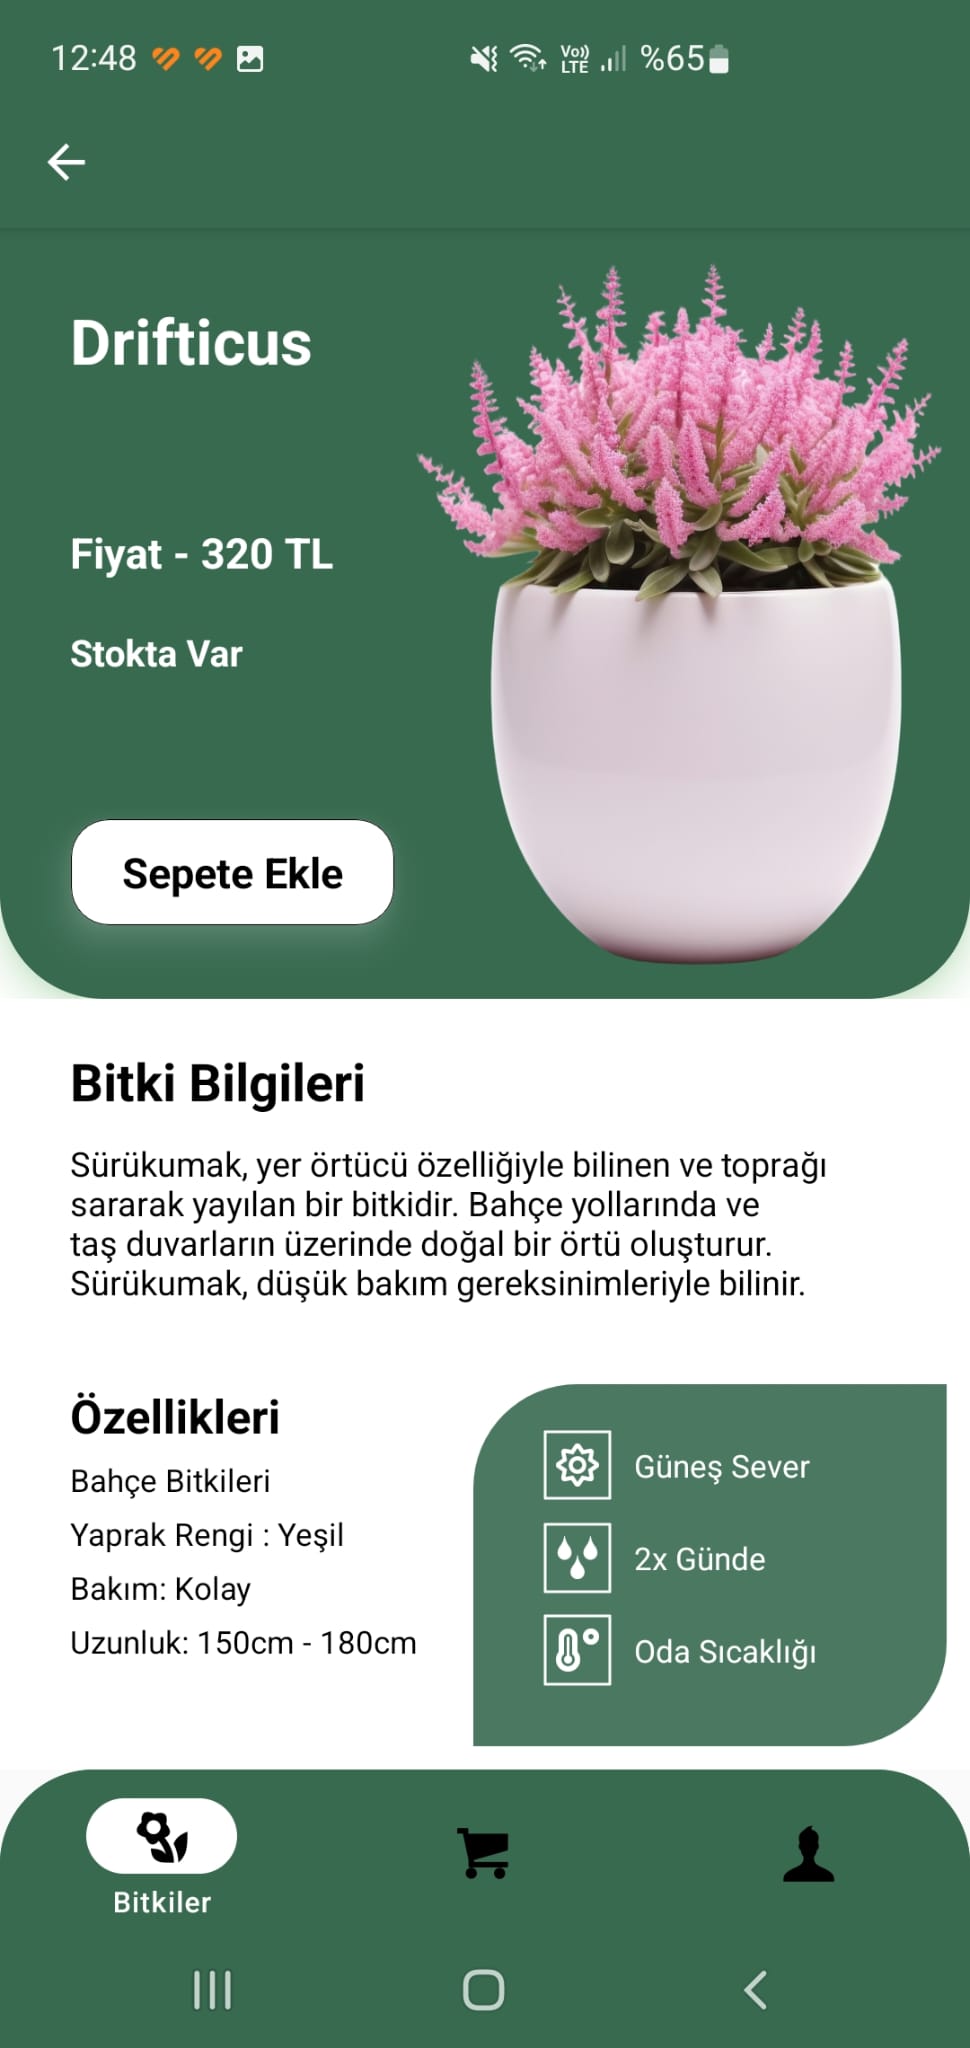 12:48 Vo)) LTE %65
Drifticus
Fiyat - 320 TL
Stokta Var
Sepete Ekle
Bitki Bilgileri
Sürükumak, yer örtücü özelliğiyle bilinen ve toprağı
sararak yayılan bir bitkidir. Bahçe yollarında ve
taş duvarların üzerinde doğal bir örtü oluşturur.
Sürükumak, düşük bakım gereksinimleriyle bilinir.
Özellikleri
Bahçe Bitkileri
Yaprak Rengi : Yeşil
Bakım: Kolay
Uzunluk: 150cm - 180cm
Güneş Sever
2x Günde
Oda Sıcaklığı
Bitkiler